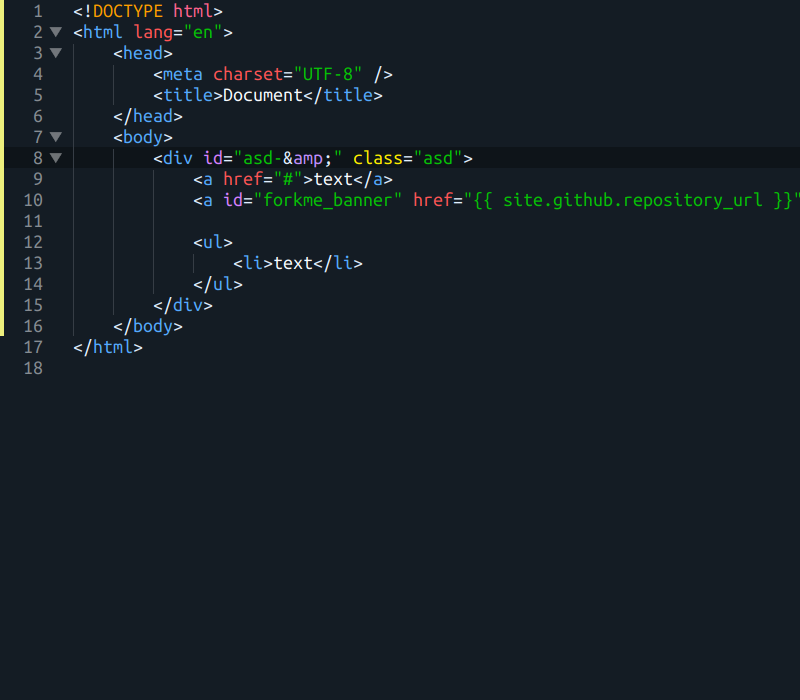 1 <!DOCTYPE html>
2 <html lang="en">
3 <head>
4 <meta charset="UTF-8" />
5 <title>Document</title>
6 </head>
7 <body>
8 <div id="asd-&amp;" class="asd">
9 <a href="#">text</a>
10 <a id="forkme_banner" href="{{ site.github.repository_url }}"
11
12 <ul>
13 <li>text</li>
14 </ul>
15 </div>
16 </body>
17 </html>
18